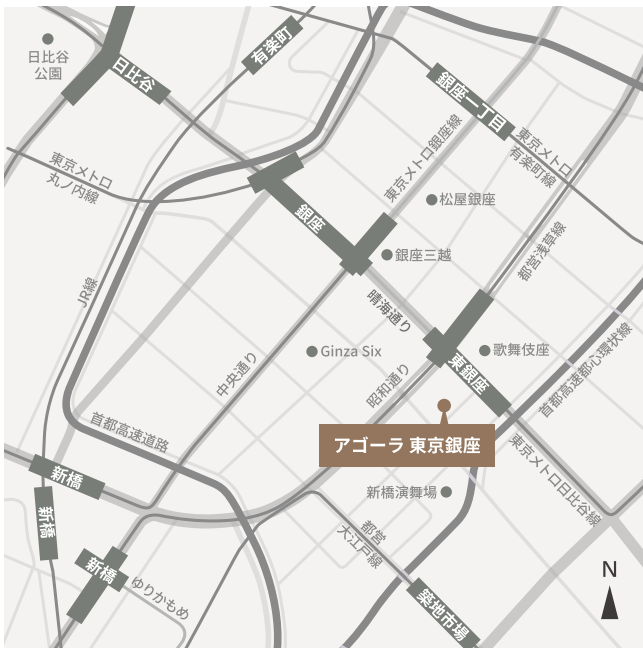 有楽町
日比谷
公園
日比谷
銀座一丁目
東京メトロ銀座線
東京メトロ
有楽町線
東京メトロ
丸ノ内線
松屋銀座
銀座
銀座三越
都営浅草線
JR線
晴海通り
Ginza Six
歌舞伎座
中央通り
昭和通り
東銀座
首都高速都心環状線
首都高速道路
アゴーラ 東京銀座
東京メトロ日比谷線
新橋
新橋
新橋演舞場
都営
大江戸線
新橋
ゆりかもめ
築地市場
N